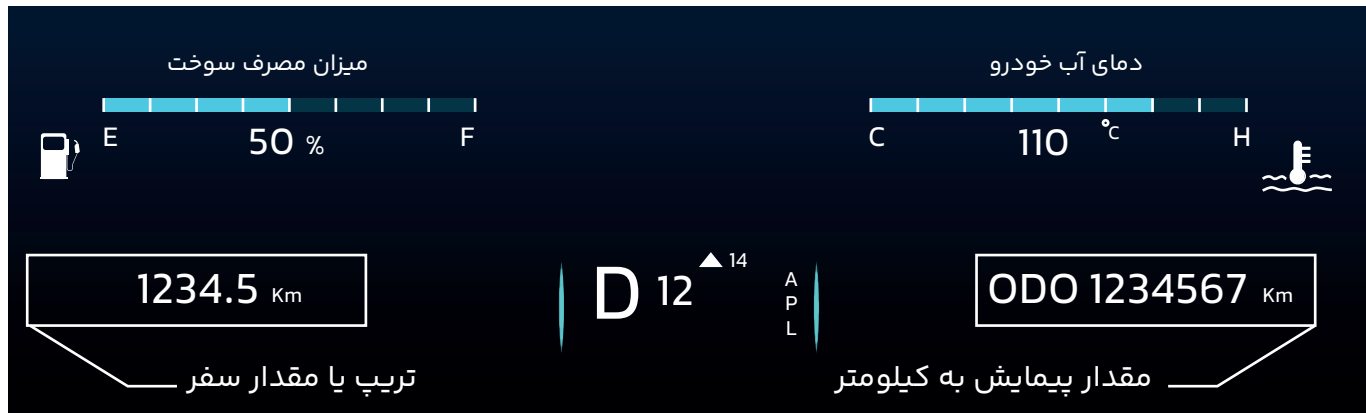 میزان مصرف سوخت
دمای آب خودرو
E 50 % F
C 110 °C H
1234.5 Km
D 12 14
A
P
L
ODO 1234567 Km
تریپ یا مقدار سفر
مقدار پیمایش به کیلومتر